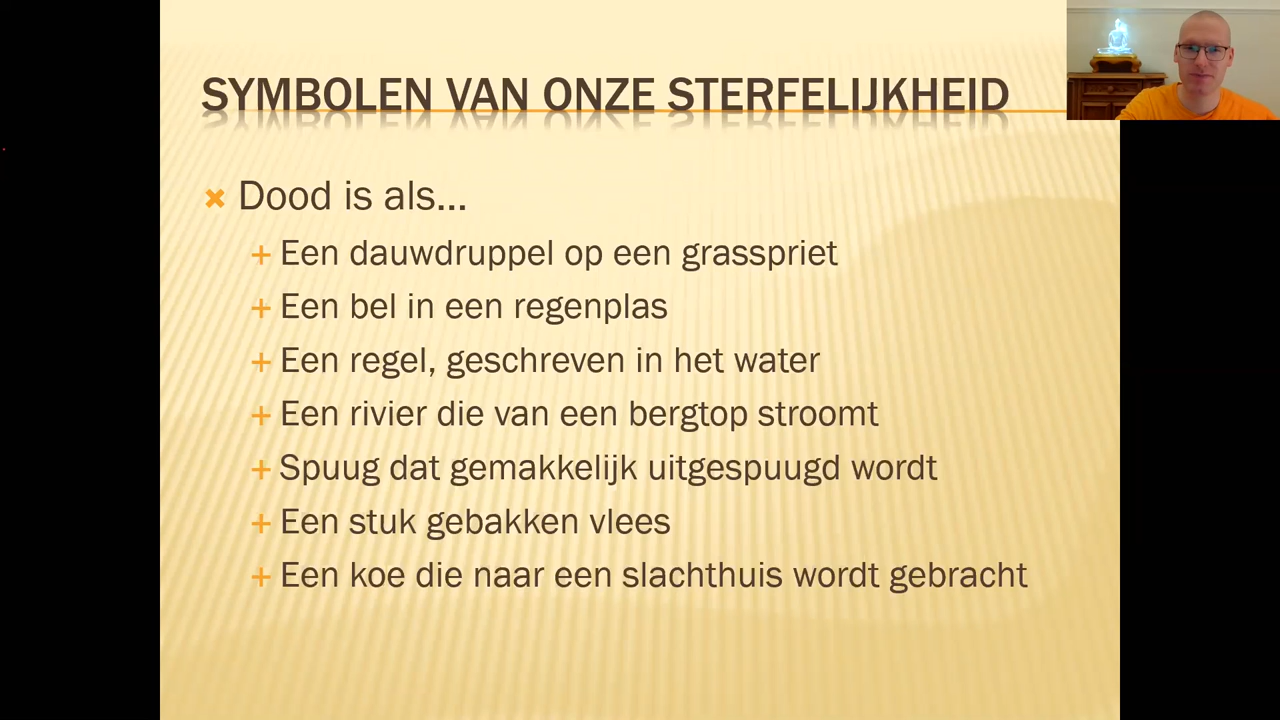 SYMBOLEN VAN ONZE STERFELIJKHEID
Dood is als...
Een dauwdruppel op een grasspriet
Een bel in een regenplas
Een regel, geschreven in het water
Een rivier die van een bergtop stroomt
Spuug dat gemakkelijk uitgespuugd wordt
Een stuk gebakken vlees
Een koe die naar een slachthuis wordt gebracht